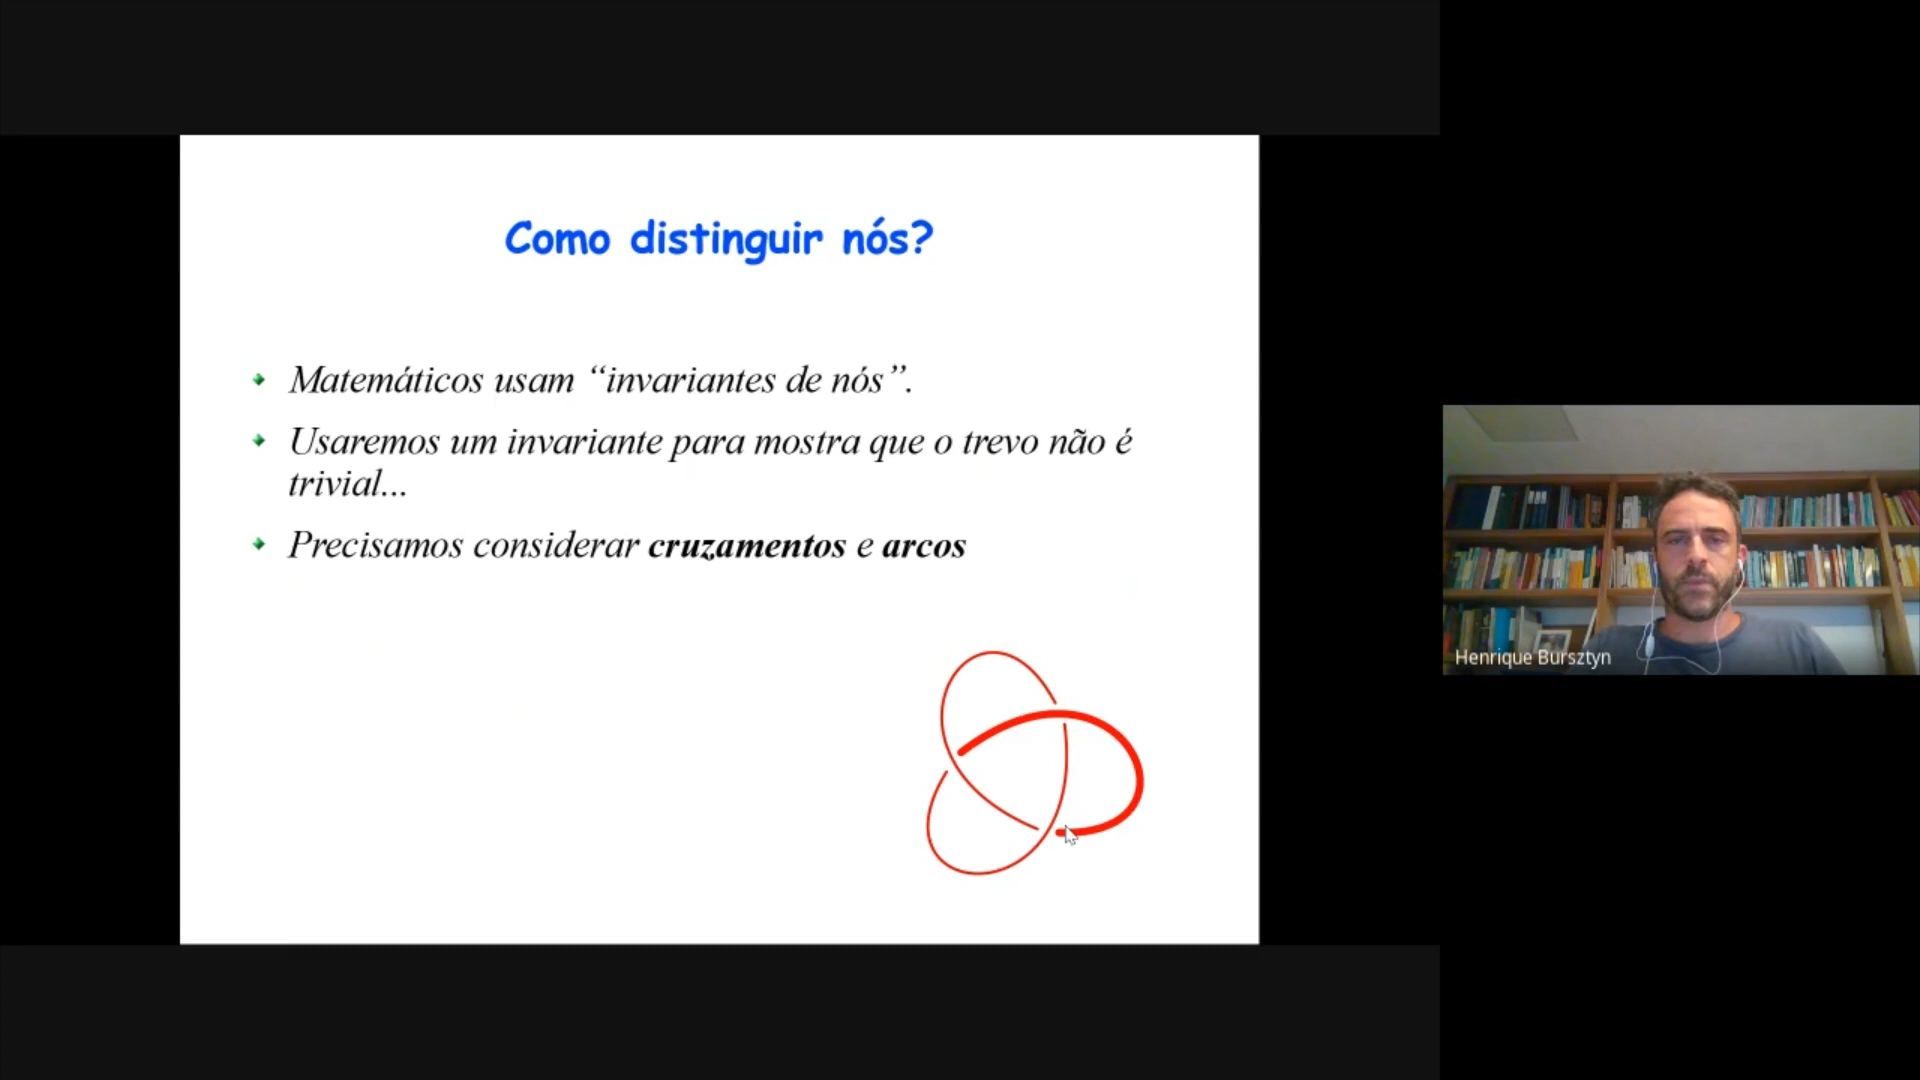 Como distinguir nós?
Matemáticos usam “invariantes de nós”.
Usaremos um invariante para mostra que o trevo não é
trivial...
Precisamos considerar cruzamentos e arcos
Henrique Bursztyn